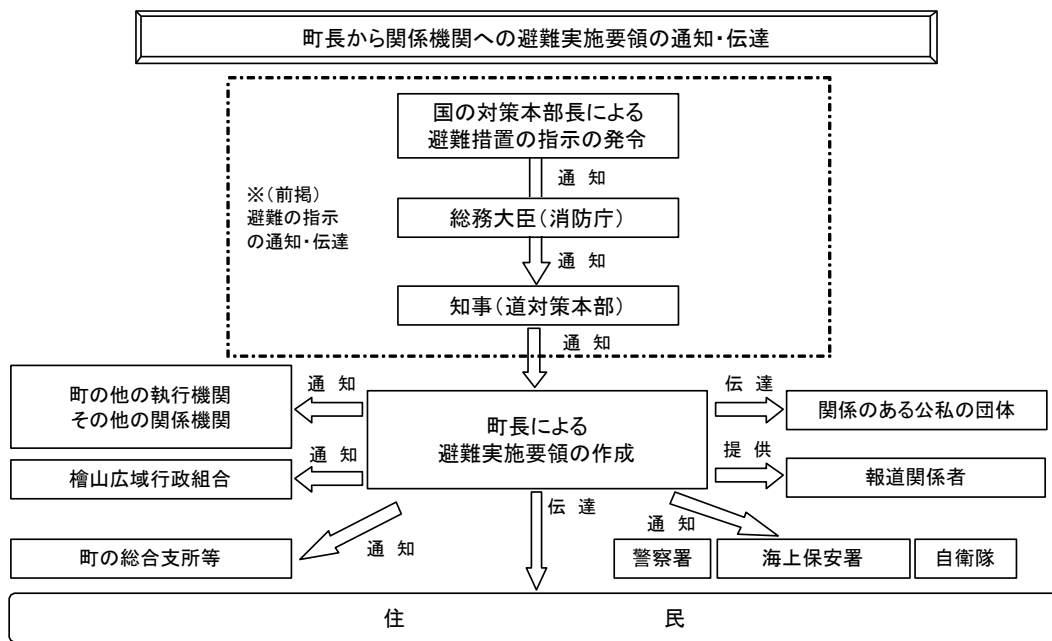 町長から関係機関への避難実施要領の通知・伝達
国の対策本部長による
避難措置の指示の発令
通 知
※(前掲)
避難の指示
の通知・伝達
総務大臣(消防庁)
通 知
知事(道対策本部)
通 知
町の他の執行機関
その他の関係機関
通 知
町長による
避難実施要領の作成
伝 達
関係のある公私の団体
檜山広域行政組合
通 知
提 供
報道関係者
町の総合支所等
通 知
伝 達
通 知
警察署
海上保安署
自衛隊
住 民